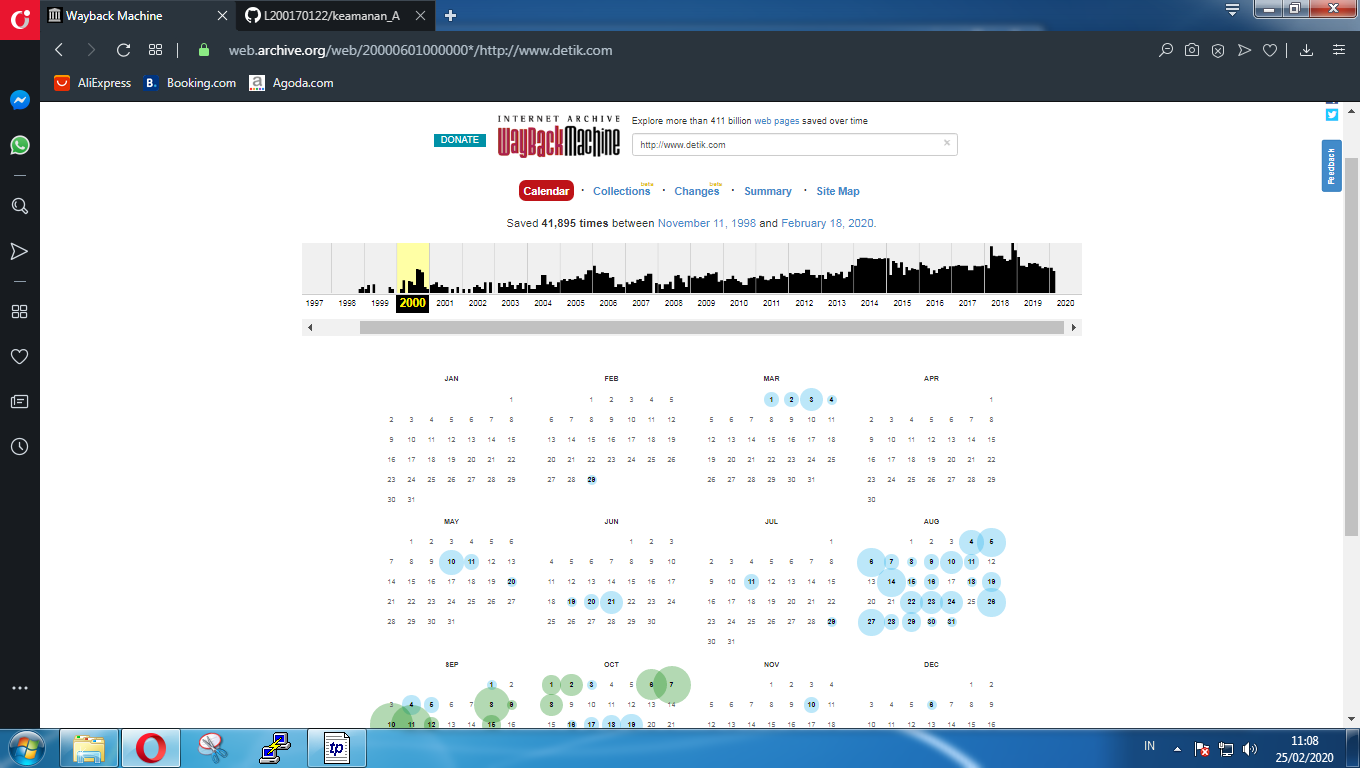 Wayback Machine
L200170122/keamanan_A
web.archive.org/web/20000601000000*/http://www.detik.com
AliExpress
B. Booking.com
a Agoda.com
DONATE
INTERNET ARCHIVE
WayBackMachine
Explore more than 411 billion web pages saved over time
http://www.detik.com
Feedback
Calendar · Collections beta · Changes beta · Summary · Site Map
Saved 41,895 times between November 11, 1998 and February 18, 2020.
1997 1998 1999 2000 2001 2002 2003 2004 2005 2006 2007 2008 2009 2010 2011 2012 2013 2014 2015 2016 2017 2018 2019 2020
JAN FEB MAR APR
1 1 2 3 4 5 1 2 3 4 1
2 3 4 5 6 7 8 6 7 8 9 10 11 12 5 6 7 8 9 10 11 2 3 4 5 6 7 8
9 10 11 12 13 14 15 13 14 15 16 17 18 19 12 13 14 15 16 17 18 9 10 11 12 13 14 15
16 17 18 19 20 21 22 20 21 22 23 24 25 26 19 20 21 22 23 24 25 16 17 18 19 20 21 22
23 24 25 26 27 28 29 27 28 29 26 27 28 29 30 31 23 24 25 26 27 28 29
30 31 30
MAY JUN JUL AUG
1 2 3 4 5 6 1 2 3 1 1 2 3 4 5
7 8 9 10 11 12 13 4 5 6 7 8 9 10 2 3 4 5 6 7 8 6 7 8 9 10 11 12
14 15 16 17 18 19 20 11 12 13 14 15 16 17 9 10 11 12 13 14 15 13 14 15 16 17 18 19
21 22 23 24 25 26 27 18 19 20 21 22 23 24 16 17 18 19 20 21 22 20 21 22 23 24 25 26
28 29 30 31 25 26 27 28 29 30 23 24 25 26 27 28 29 27 28 29 30 31
30 31
SEP OCT NOV DEC
1 2 1 2 3 4 5 6 7 1 2 3 4 1 2
3 4 5 6 7 8 9 8 9 10 11 12 13 14 5 6 7 8 9 10 11 3 4 5 6 7 8 9
10 11 12 13 14 15 16 15 16 17 18 19 20 21 12 13 14 15 16 17 18 10 11 12 13 14 15 16
tp
IN
11:08
25/02/2020